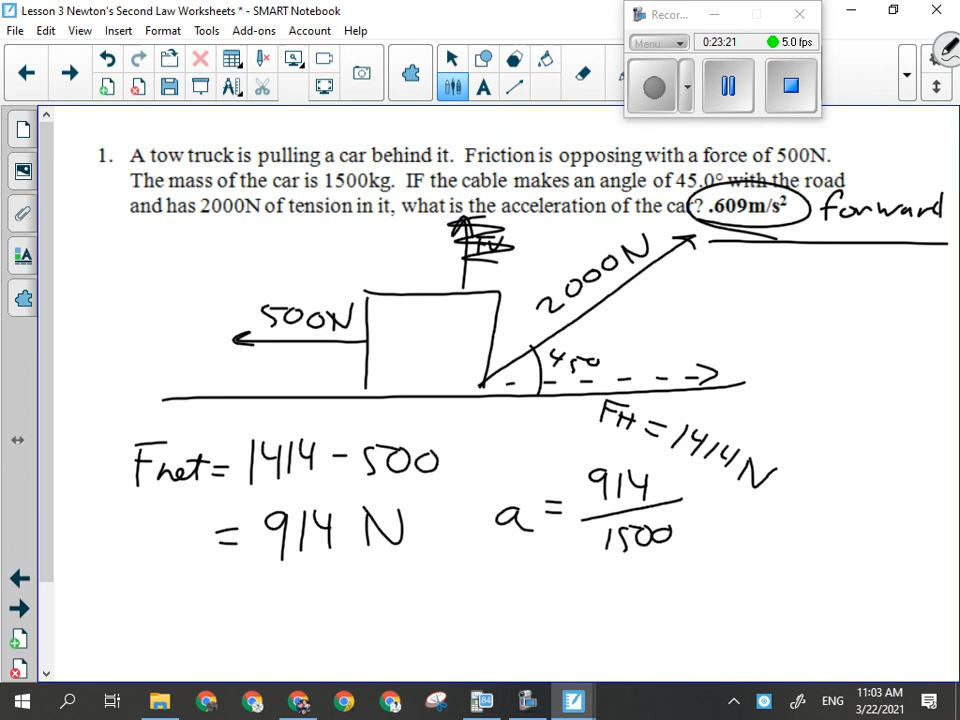 Lesson 3 Newton's Second Law Worksheets * - SMART Notebook
Recor...
File Edit View Insert Format Tools Add-ons Account Help
Menu
0:23:21
5.0 fps
1. A tow truck is pulling a car behind it. Friction is opposing with a force of 500N.
The mass of the car is 1500kg. IF the cable makes an angle of 45.0° with the road
and has 2000N of tension in it, what is the acceleration of the car? .609m/s² forward
2000N
500N
450
FH = 1414N
Fnet = 1414 - 500
= 914 N
a = 914
1500
ENG
11:03 AM
3/22/2021